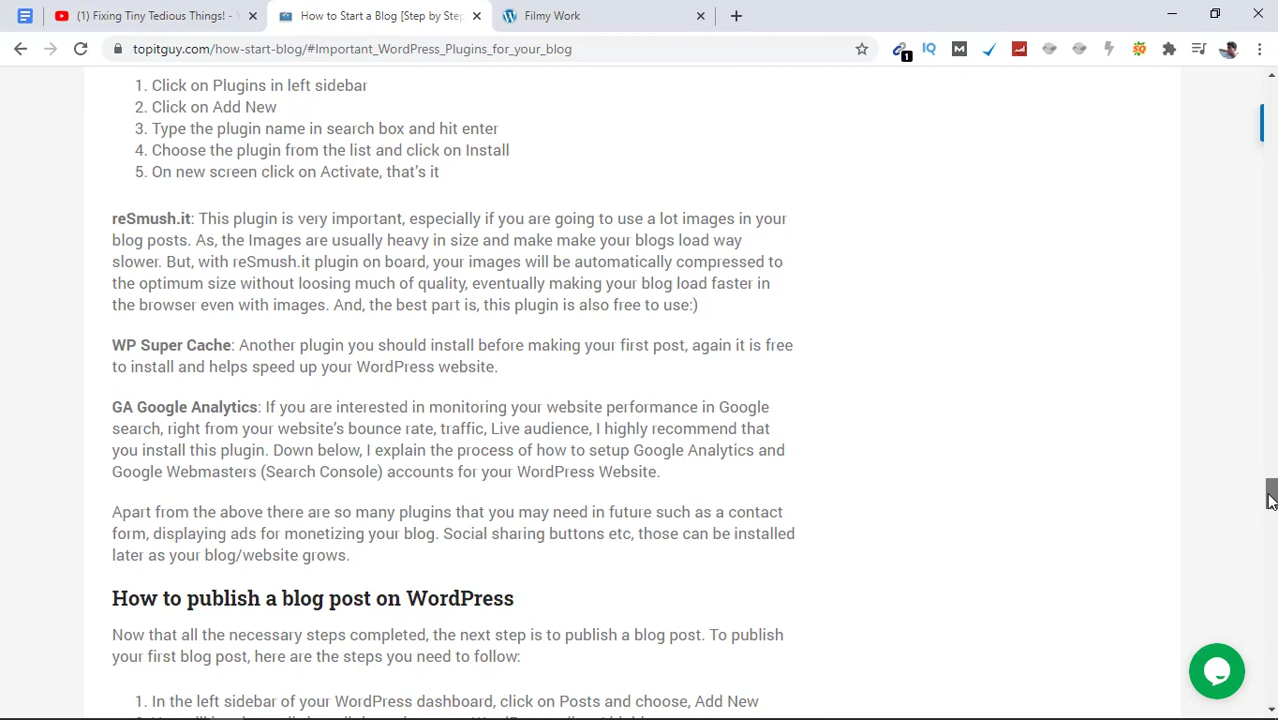 (1) Fixing Tiny Tedious Things! -
How to Start a Blog [Step by Step
Filmy Work
topitguy.com/how-start-blog/#Important_WordPress_Plugins_for_your_blog
1
IQ
M
1. Click on Plugins in left sidebar
2. Click on Add New
3. Type the plugin name in search box and hit enter
4. Choose the plugin from the list and click on Install
5. On new screen click on Activate, that's it
reSmush.it: This plugin is very important, especially if you are going to use a lot images in your
blog posts. As, the Images are usually heavy in size and make make your blogs load way
slower. But, with reSmush.it plugin on board, your images will be automatically compressed to
the optimum size without loosing much of quality, eventually making your blog load faster in
the browser even with images. And, the best part is, this plugin is also free to use:)
WP Super Cache: Another plugin you should install before making your first post, again it is free
to install and helps speed up your WordPress website.
GA Google Analytics: If you are interested in monitoring your website performance in Google
search, right from your website's bounce rate, traffic, Live audience, I highly recommend that
you install this plugin. Down below, I explain the process of how to setup Google Analytics and
Google Webmasters (Search Console) accounts for your WordPress Website.
Apart from the above there are so many plugins that you may need in future such as a contact
form, displaying ads for monetizing your blog. Social sharing buttons etc, those can be installed
later as your blog/website grows.
How to publish a blog post on WordPress
Now that all the necessary steps completed, the next step is to publish a blog post. To publish
your first blog post, here are the steps you need to follow:
1. In the left sidebar of your WordPress dashboard, click on Posts and choose, Add New